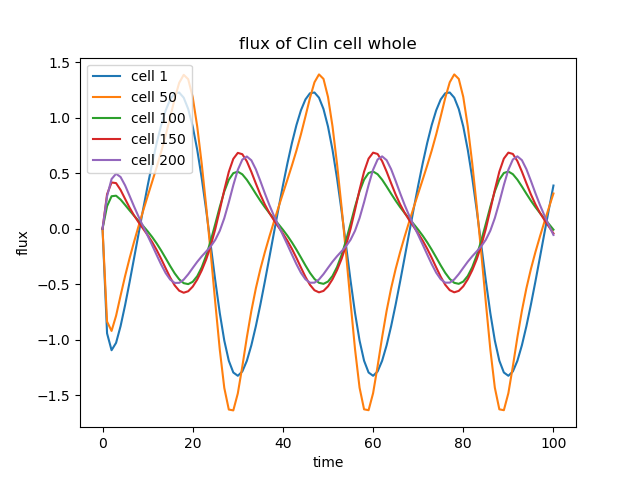 flux of Clin cell whole
cell 1
cell 50
cell 100
cell 150
cell 200
flux
1.5
1.0
0.5
0.0
−0.5
−1.0
−1.5
0
20
40
60
80
100
time